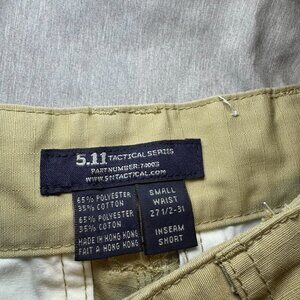 5.11 TACTICAL SERIES
PART NUMBER: 74003
WWW.511TACTICAL.COM
65% POLYESTER
35% COTTON
65% POLYESTER
35% COTTON
MADE IN HONG KONG
FAIT A HONG KONG
SMALL
WAIST
27 1/2-31
INSEAM
SHORT